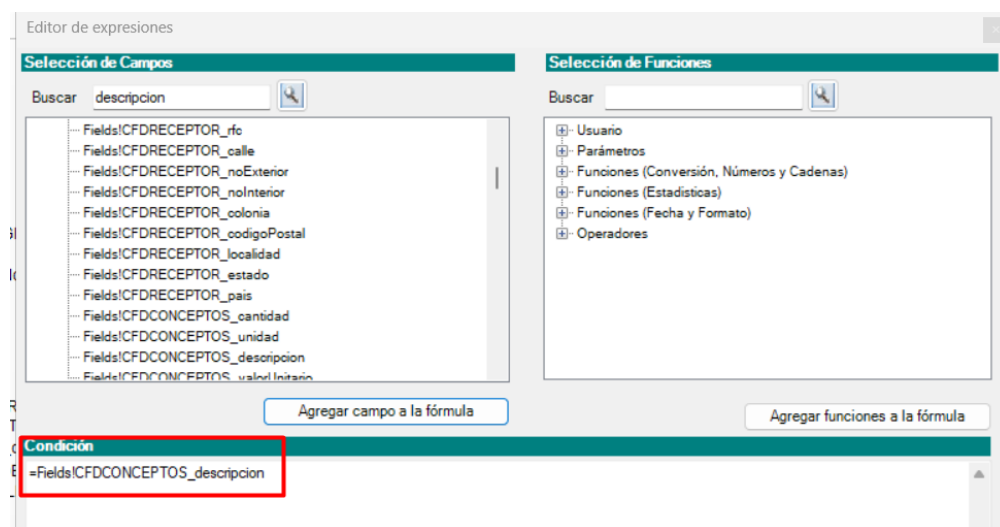 Editor de expresiones
Selección de Campos
Buscar descripcion
Fields!CFDRECEPTOR_rfc
Fields!CFDRECEPTOR_calle
Fields!CFDRECEPTOR_noExterior
Fields!CFDRECEPTOR_noInterior
Fields!CFDRECEPTOR_colonia
Fields!CFDRECEPTOR_codigoPostal
Fields!CFDRECEPTOR_localidad
Fields!CFDRECEPTOR_estado
Fields!CFDRECEPTOR_pais
Fields!CFDCONCEPTOS_cantidad
Fields!CFDCONCEPTOS_unidad
Fields!CFDCONCEPTOS_descripcion
Fields!CFDCONCEPTOS_valorUnitario
Agregar campo a la fórmula
Selección de Funciones
Buscar
Usuario
Parámetros
Funciones (Conversión, Números y Cadenas)
Funciones (Estadisticas)
Funciones (Fecha y Formato)
Operadores
Agregar funciones a la fórmula
Condición
=Fields!CFDCONCEPTOS_descripcion